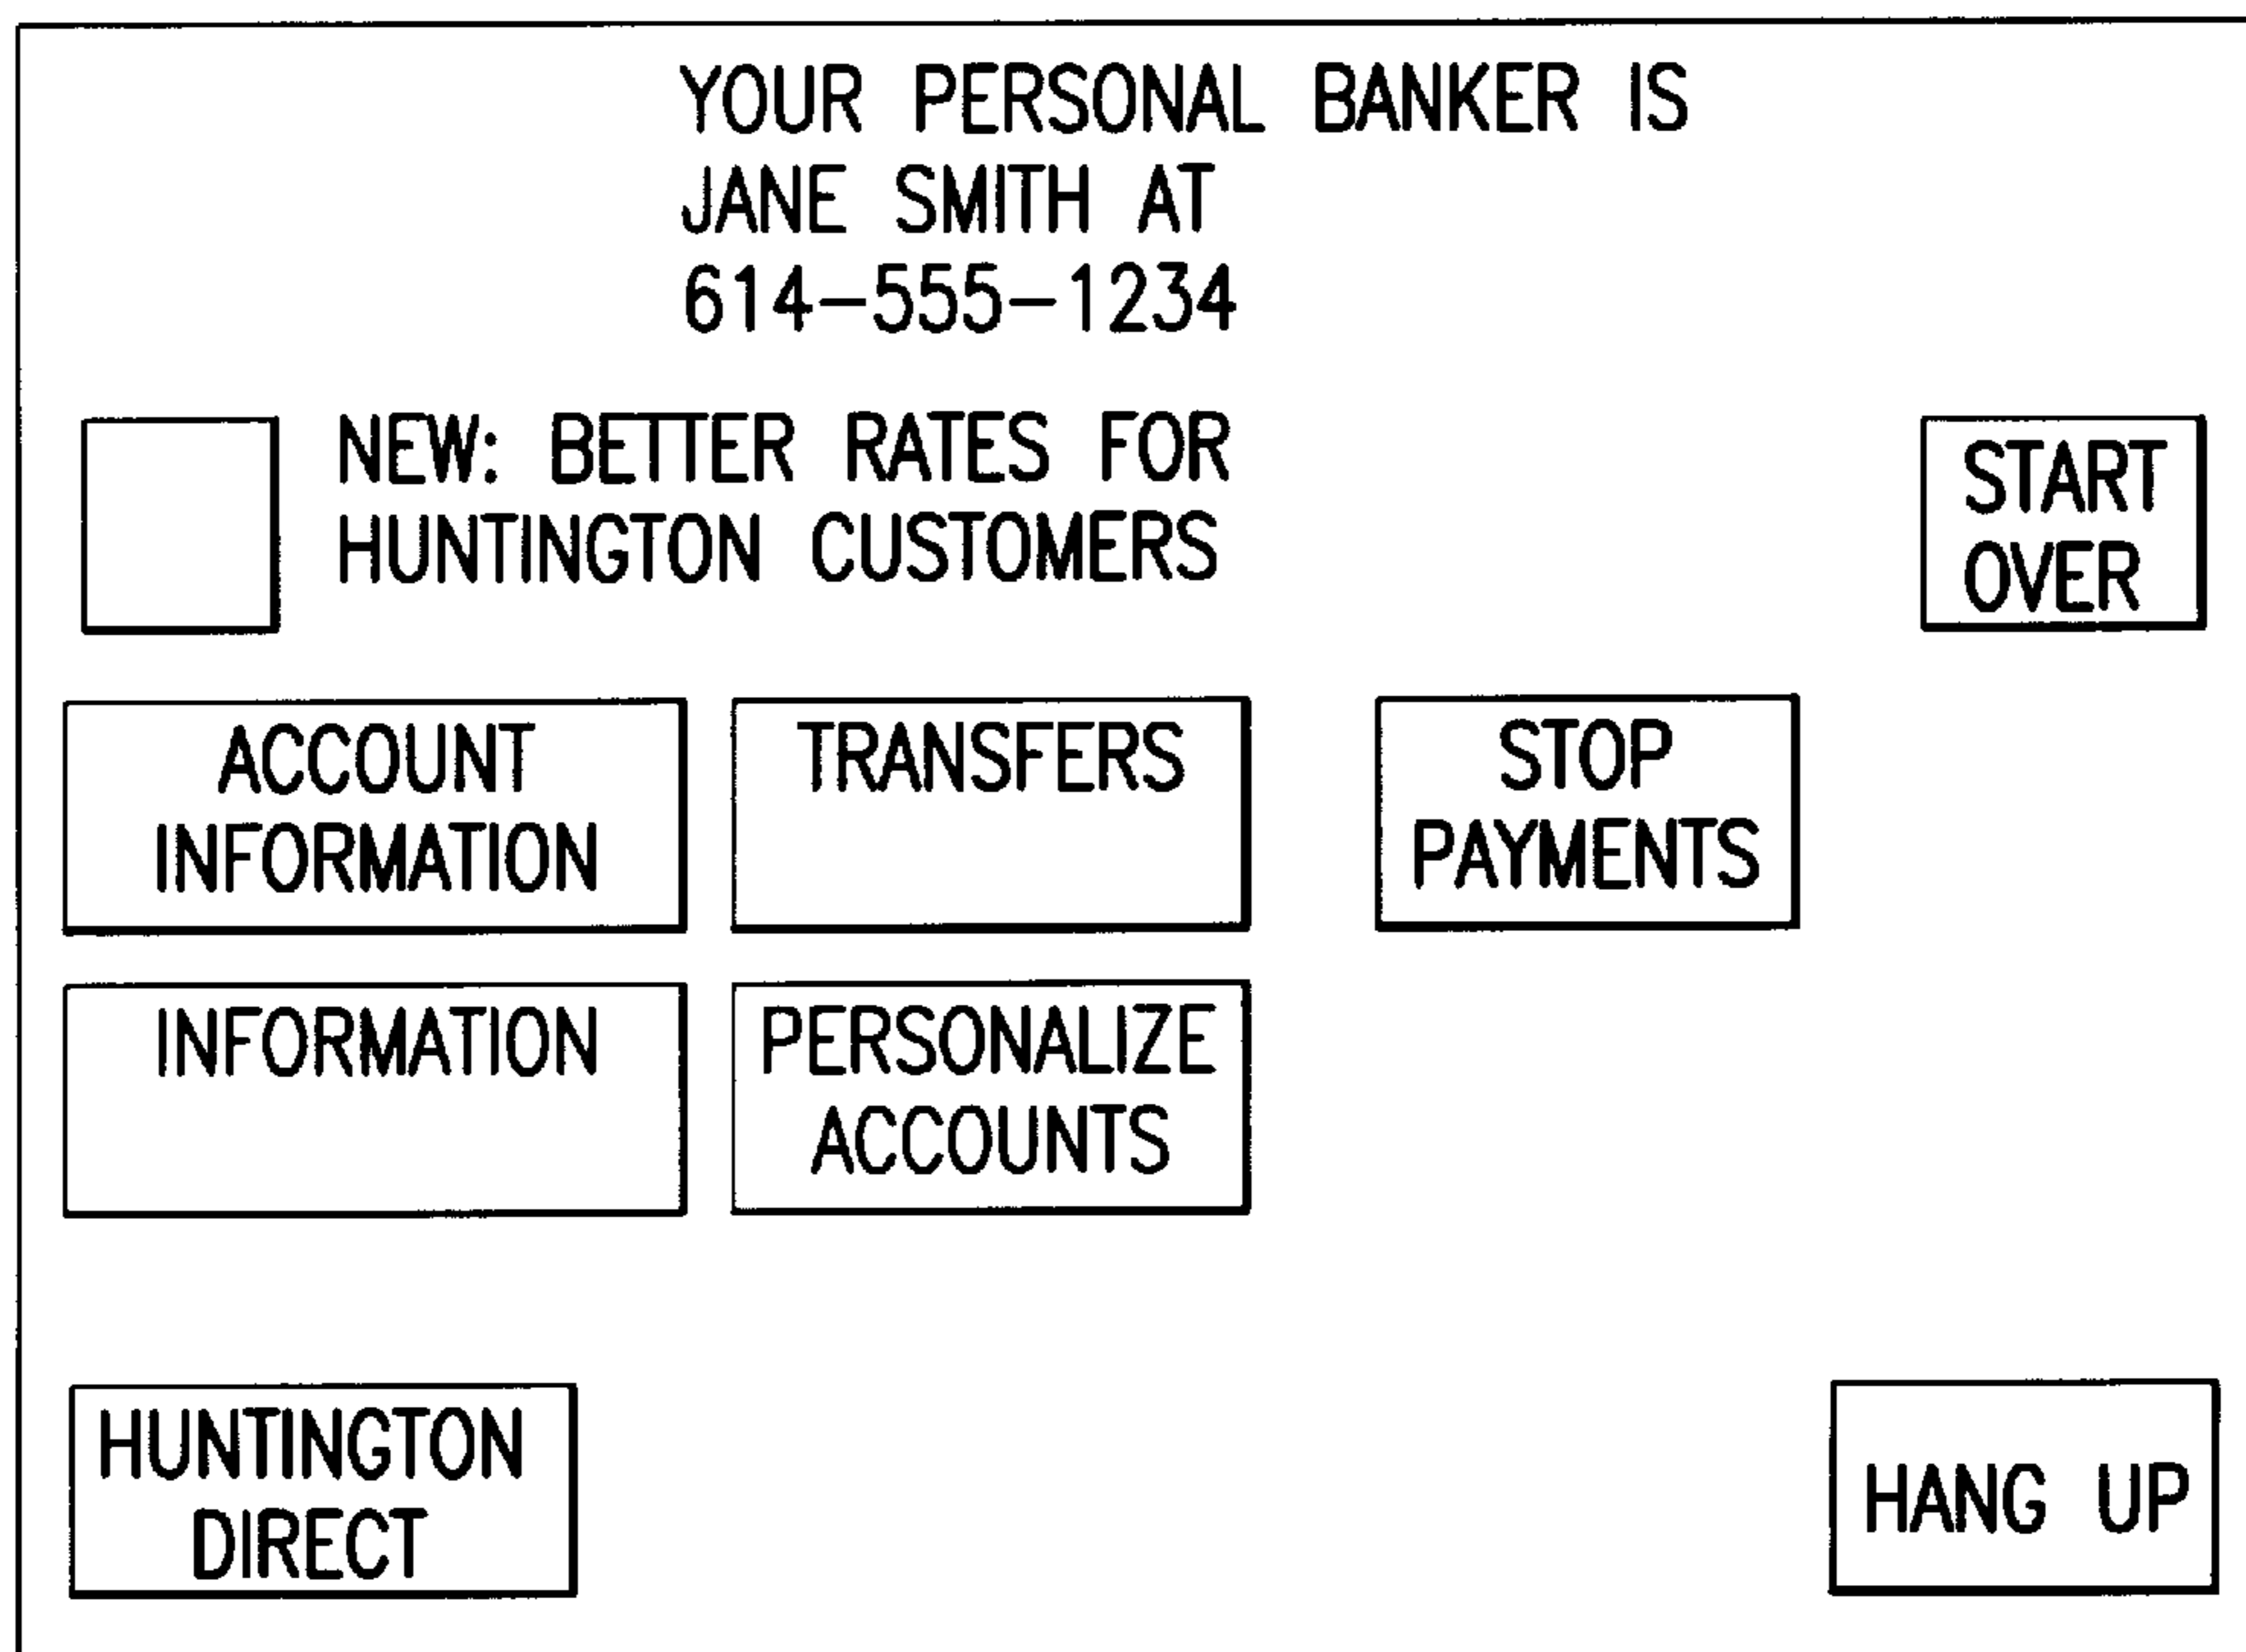 YOUR PERSONAL BANKER IS
JANE SMITH AT
614-555-1234
NEW: BETTER RATES FOR
HUNTINGTON CUSTOMERS
START
OVER
ACCOUNT
INFORMATION
TRANSFERS
STOP
PAYMENTS
INFORMATION
PERSONALIZE
ACCOUNTS
HUNTINGTON
DIRECT
HANG UP